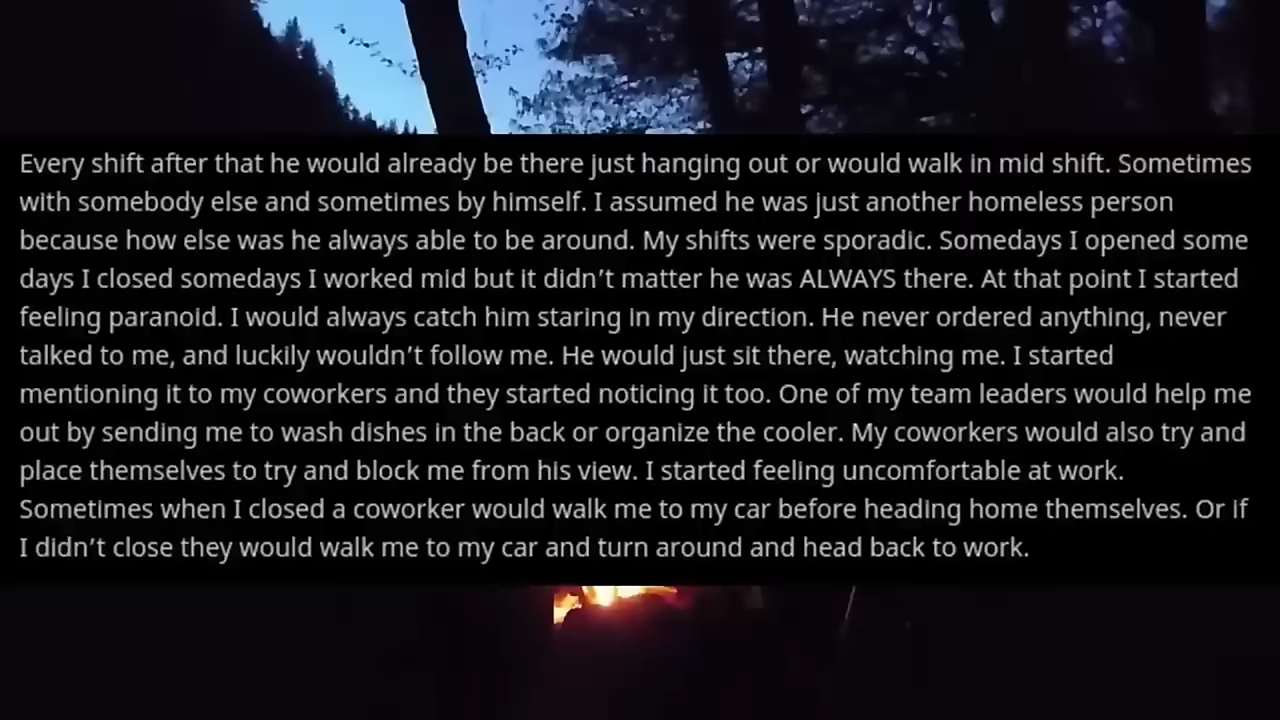 Every shift after that he would already be there just hanging out or would walk in mid shift. Sometimes
with somebody else and sometimes by himself. I assumed he was just another homeless person
because how else was he always able to be around. My shifts were sporadic. Somedays I opened some
days I closed somedays I worked mid but it didn’t matter he was ALWAYS there. At that point I started
feeling paranoid. I would always catch him staring in my direction. He never ordered anything, never
talked to me, and luckily wouldn’t follow me. He would just sit there, watching me. I started
mentioning it to my coworkers and they started noticing it too. One of my team leaders would help me
out by sending me to wash dishes in the back or organize the cooler. My coworkers would also try and
place themselves to try and block me from his view. I started feeling uncomfortable at work.
Sometimes when I closed a coworker would walk me to my car before heading home themselves. Or if
I didn’t close they would walk me to my car and turn around and head back to work.